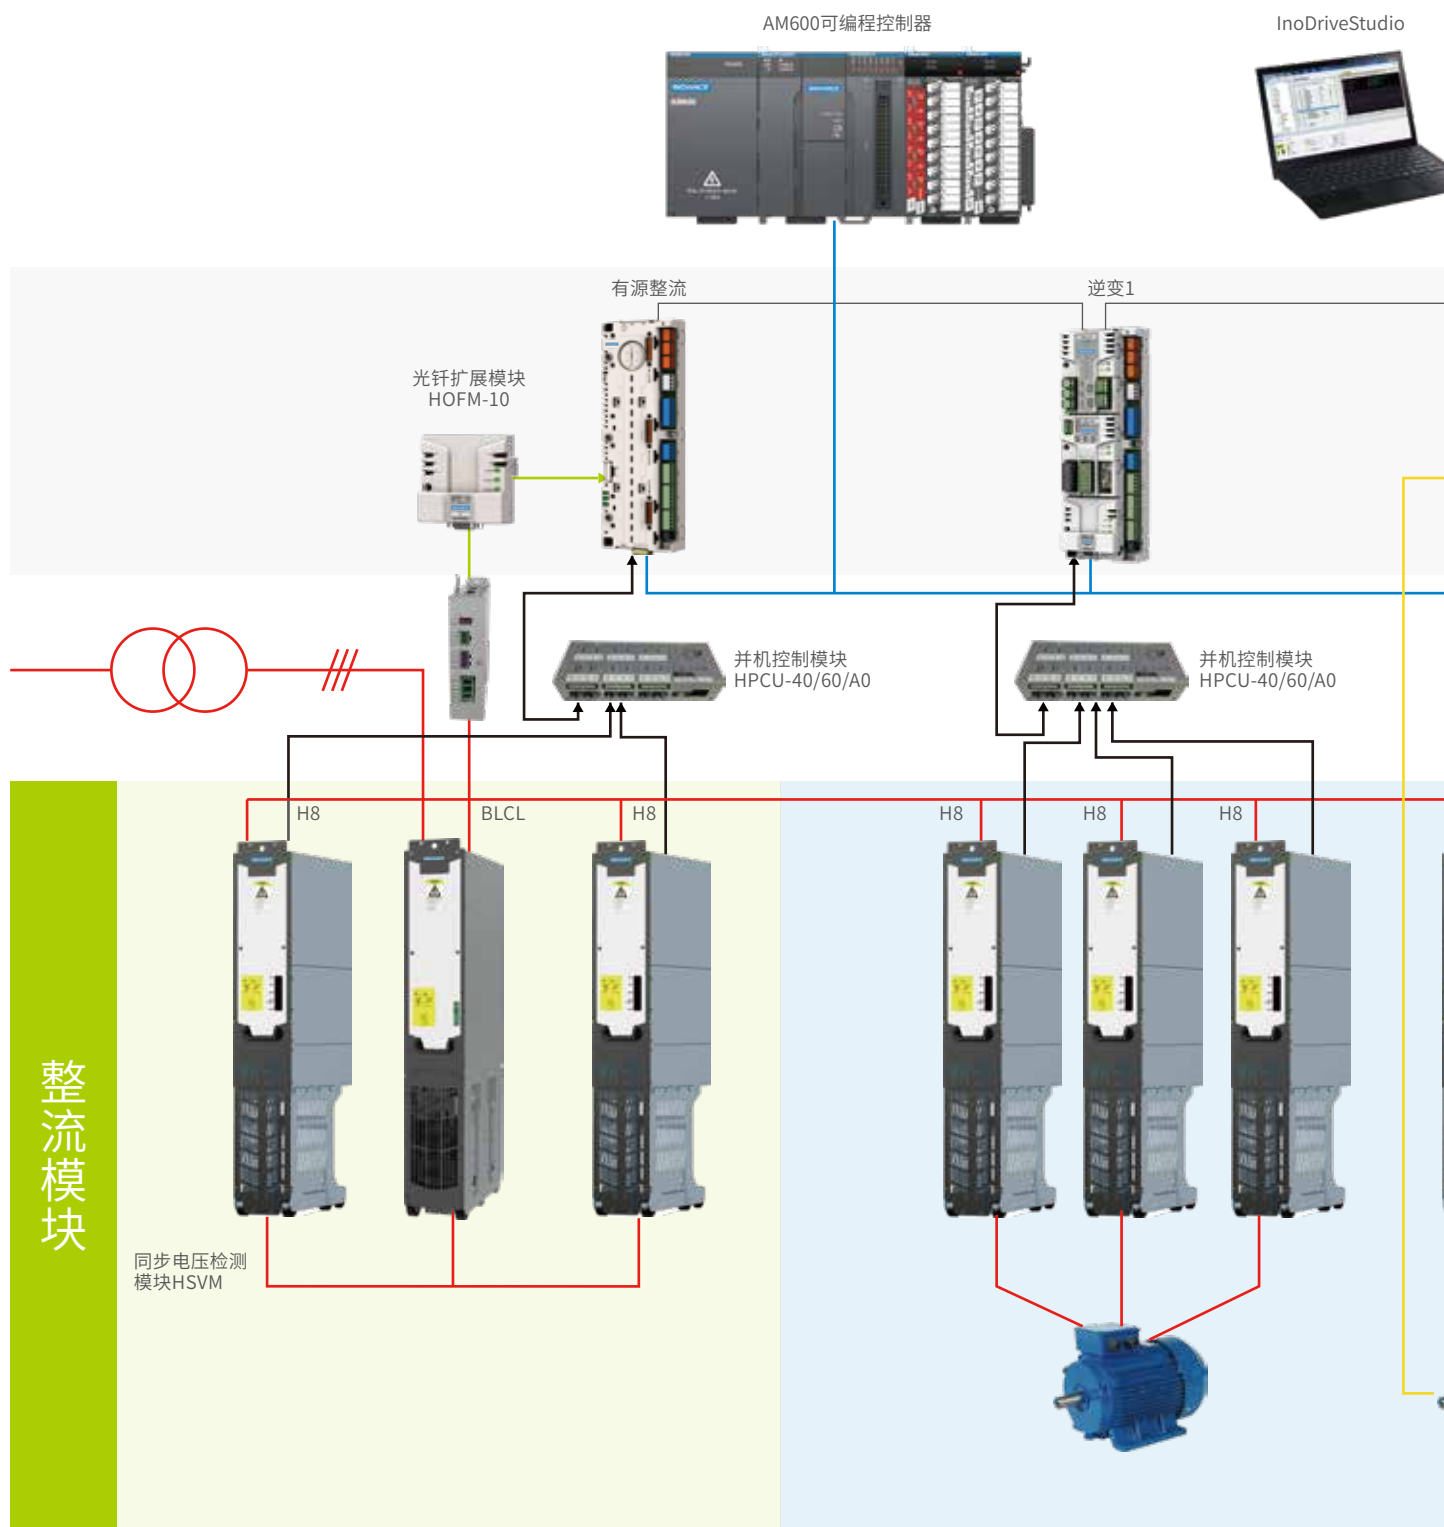 AM600可编程控制器
InoDriveStudio
有源整流
逆变1
光钎扩展模块
HOFM-10
并机控制模块
HPCU-40/60/A0
并机控制模块
HPCU-40/60/A0
H8
BLCL
H8
H8
H8
H8
整流模块
同步电压检测
模块HSVM